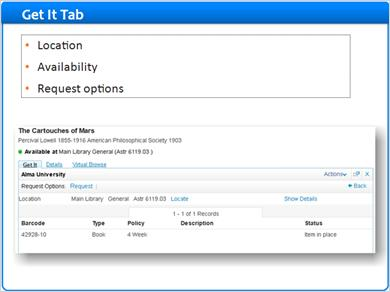 Get It Tab
Location
Availability
Request options
The Cartouches of Mars
Percival Lowell 1855-1916 American Philosophical Society 1903
Available at Main Library General (Astr 6119.03 )
Get It Details Virtual Browse
Alma University Actions
Request Options: Request Back
Location Main Library General Astr 6119.03 Locate Show Details
1 - 1 of 1 Records
Barcode Type Policy Description Status
42928-10 Book 4 Week Item in place